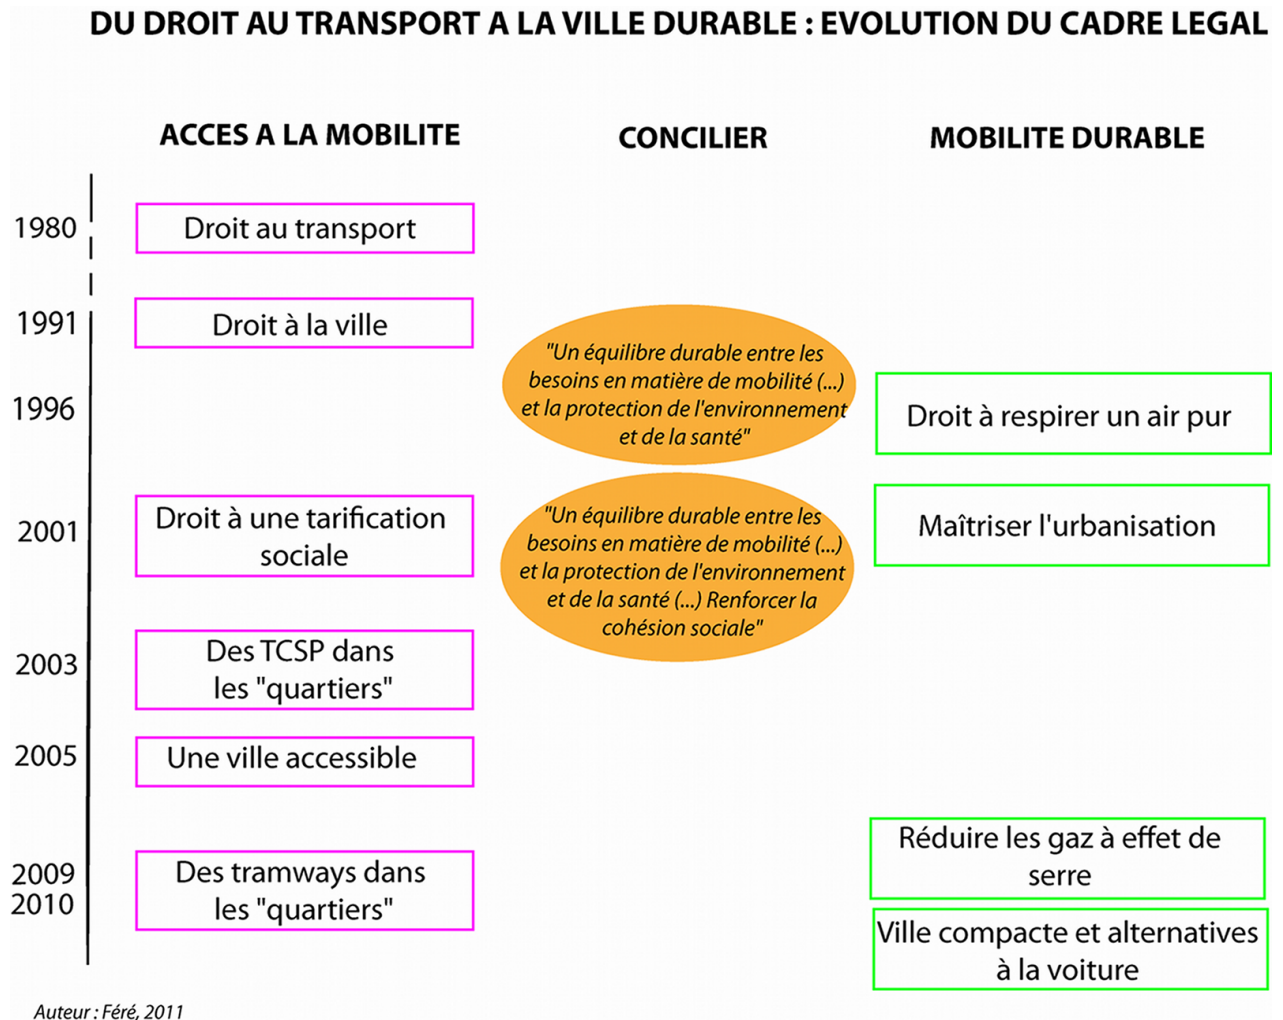 DU DROIT AU TRANSPORT A LA VILLE DURABLE : EVOLUTION DU CADRE LEGAL
ACCES A LA MOBILITE
CONCILIER
MOBILITE DURABLE
1980
Droit au transport
1991
Droit à la ville
"Un équilibre durable entre les
besoins en matière de mobilité (...)
et la protection de l'environnement
et de la santé"
1996
Droit à respirer un air pur
2001
Droit à une tarification
sociale
"Un équilibre durable entre les
besoins en matière de mobilité (...)
et la protection de l'environnement
et de la santé (...) Renforcer la
cohésion sociale"
Maîtriser l'urbanisation
2003
Des TCSP dans
les "quartiers"
2005
Une ville accessible
2009
2010
Des tramways dans
les "quartiers"
Réduire les gaz à effet de
serre
Ville compacte et alternatives
à la voiture
Auteur : Féré, 2011